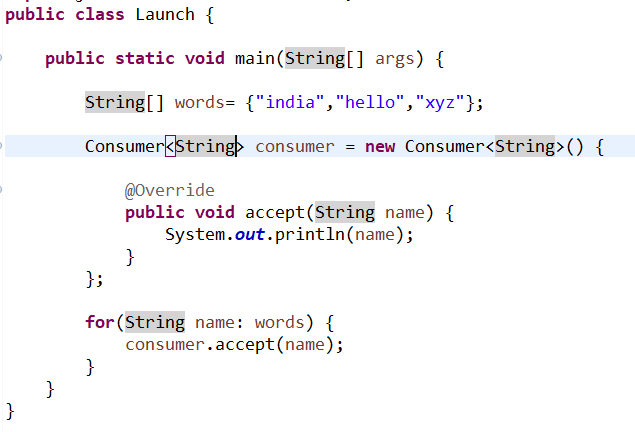 public class Launch {
public static void main(String[] args) {
String[] words= {"india","hello","xyz"};
Consumer<String> consumer = new Consumer<String>() {
@Override
public void accept(String name) {
System.out.println(name);
}
};
for(String name: words) {
consumer.accept(name);
}
}
}